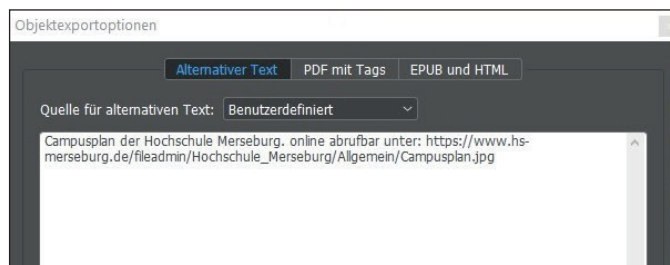 Objektexportoptionen
Alternativer Text PDF mit Tags EPUB und HTML
Quelle für alternativen Text: Benutzerdefiniert
Campusplan der Hochschule Merseburg. online abrufbar unter: https://www.hs-
merseburg.de/fileadmin/Hochschule_Merseburg/Allgemein/Campusplan.jpg